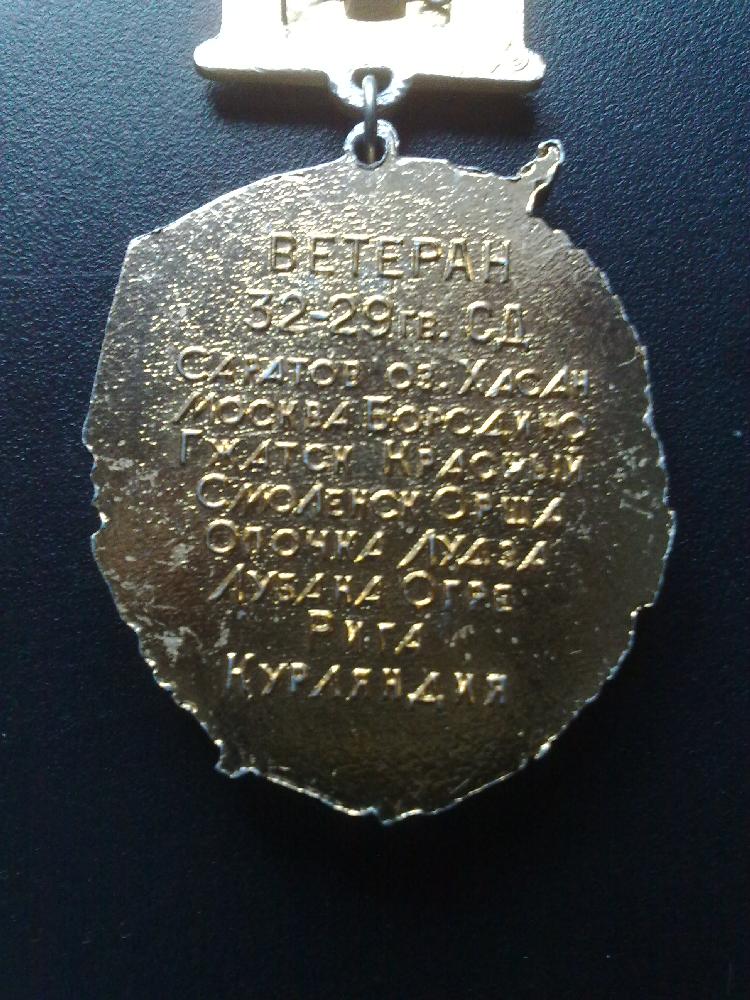 ВЕТЕРАН
32-29 гв. СД
Саратов оз. Хасан
Москва Бородино
Гжатск Красный
Смоленск Орша
Опочка Лудза
Лубана Огре
Рига
Курляндия